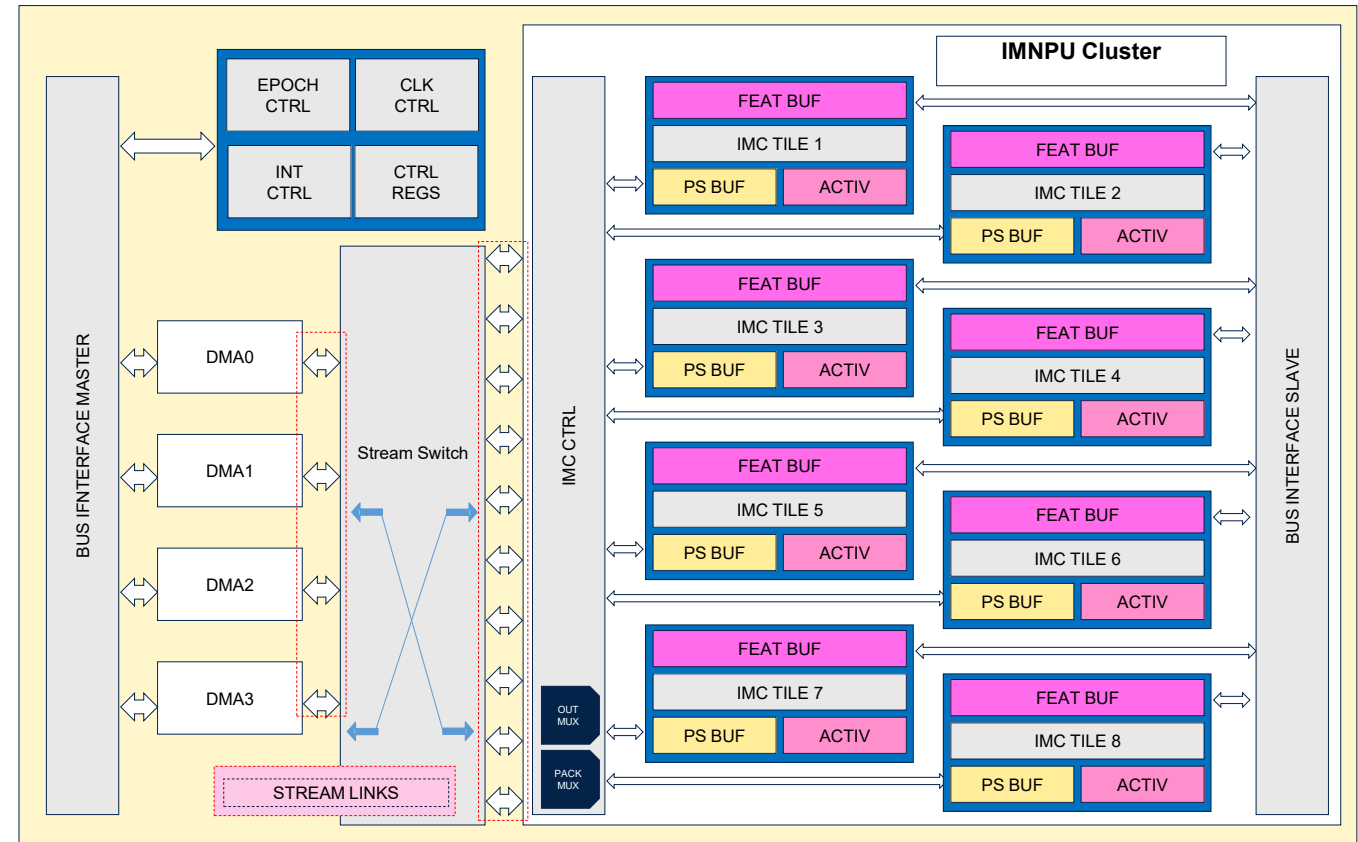 IMNPU Cluster
EPOCH
CTRL
CLK
CTRL
INT
CTRL
CTRL
REGS
BUS IFNTERFACE MASTER
DMA0
DMA1
DMA2
DMA3
Stream Switch
STREAM LINKS
IMC CTRL
OUT
MUX
PACK
MUX
FEAT BUF
IMC TILE 1
PS BUF
ACTIV
FEAT BUF
IMC TILE 2
PS BUF
ACTIV
FEAT BUF
IMC TILE 3
PS BUF
ACTIV
FEAT BUF
IMC TILE 4
PS BUF
ACTIV
FEAT BUF
IMC TILE 5
PS BUF
ACTIV
FEAT BUF
IMC TILE 6
PS BUF
ACTIV
FEAT BUF
IMC TILE 7
PS BUF
ACTIV
FEAT BUF
IMC TILE 8
PS BUF
ACTIV
BUS INTERFACE SLAVE